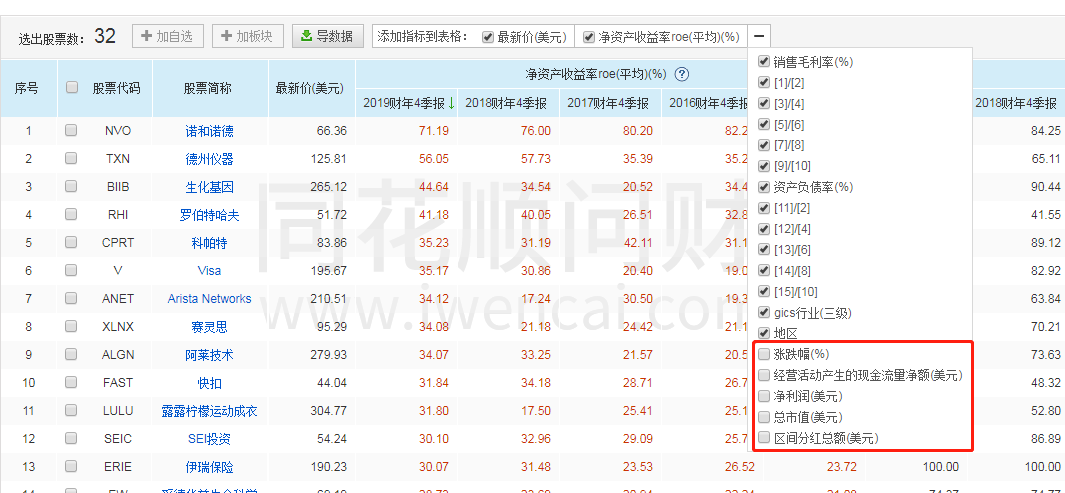 选出股票数: 32 加自选 加板块 导数据 添加指标到表格: 最新价(美元) 净资产收益率roe(平均)(%)
序号 股票代码 股票简称 最新价(美元) 净资产收益率roe(平均)(%) ?
2019财年4季报↓ 2018财年4季报 2017财年4季报 2016财年4季报 2018财年4季报
1 NVO 诺和诺德 66.36 71.19 76.00 80.20 82.2 84.25
2 TXN 德州仪器 125.81 56.05 57.73 35.39 35.2 65.11
3 BIIB 生化基因 265.12 44.64 34.54 20.52 34.4 90.44
4 RHI 罗伯特哈夫 51.72 41.18 40.05 26.51 32.8 41.55
5 CPRT 科帕特 83.86 35.23 31.19 42.11 31.1 89.12
6 V Visa 195.67 35.17 30.86 20.40 19.0 82.92
7 ANET Arista Networks 210.51 34.12 17.24 30.50 19.3 63.84
8 XLNX 赛灵思 95.29 34.08 21.18 24.42 21.1 70.21
9 ALGN 阿莱技术 279.93 34.07 33.25 21.57 20.5 73.63
10 FAST 快扣 44.04 31.84 34.18 28.71 26.7 48.32
11 LULU 露露柠檬运动成衣 304.77 31.80 17.50 25.41 25.1 52.80
12 SEIC SEI投资 54.24 30.10 32.96 29.09 25.7 86.89
13 ERIE 伊瑞保险 190.23 30.07 31.48 23.53 26.52 23.72 100.00 100.00
销售毛利率(%)
[1]/[2]
[3]/[4]
[5]/[6]
[7]/[8]
[9]/[10]
资产负债率(%)
[11]/[2]
[12]/[4]
[13]/[6]
[14]/[8]
[15]/[10]
gics行业(三级)
地区
涨跌幅(%)
经营活动产生的现金流量净额(美元)
净利润(美元)
总市值(美元)
区间分红总额(美元)
同花顺问财
www.iwencai.com